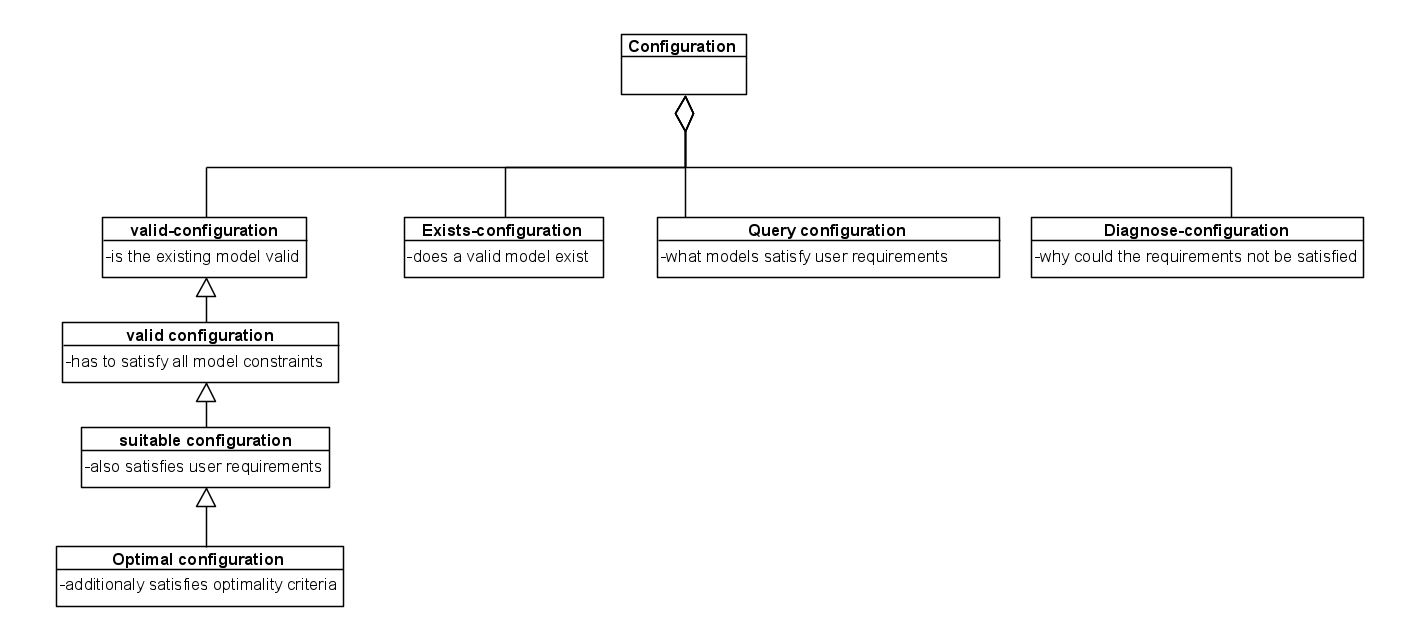 Configuration
valid-configuration
-is the existing model valid
Exists-configuration
-does a valid model exist
Query configuration
-what models satisfy user requirements
Diagnose-configuration
-why could the requirements not be satisfied
valid configuration
-has to satisfy all model constraints
suitable configuration
-also satisfies user requirements
Optimal configuration
-additionaly satisfies optimality criteria